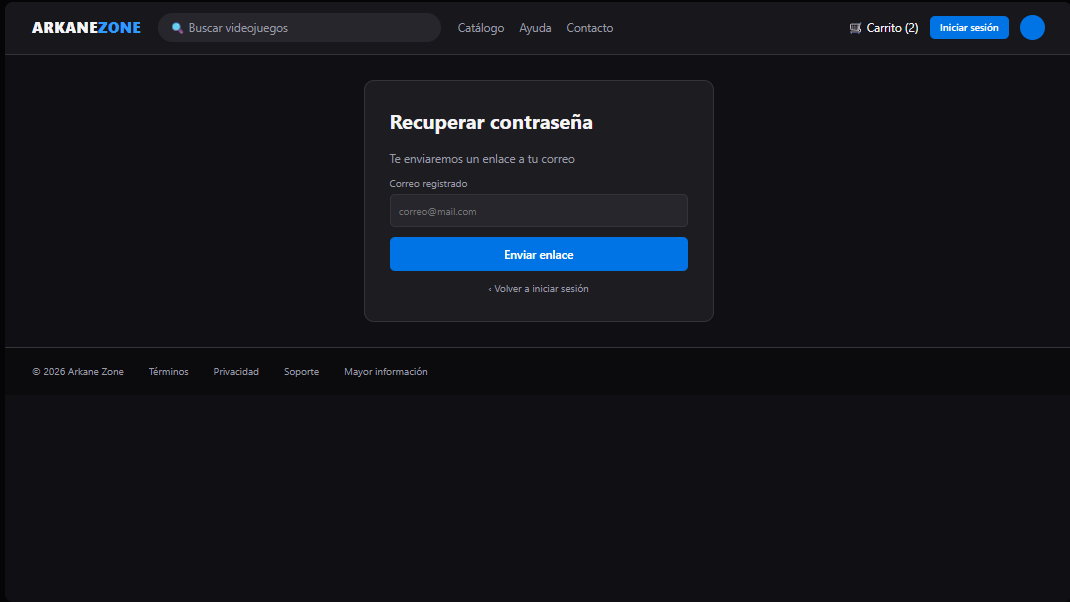 ARKANEZONE
Buscar videojuegos
Catálogo
Ayuda
Contacto
Carrito (2)
Iniciar sesión
Recuperar contraseña
Te enviaremos un enlace a tu correo
Correo registrado
correo@mail.com
Enviar enlace
‹ Volver a iniciar sesión
© 2026 Arkane Zone
Términos
Privacidad
Soporte
Mayor información